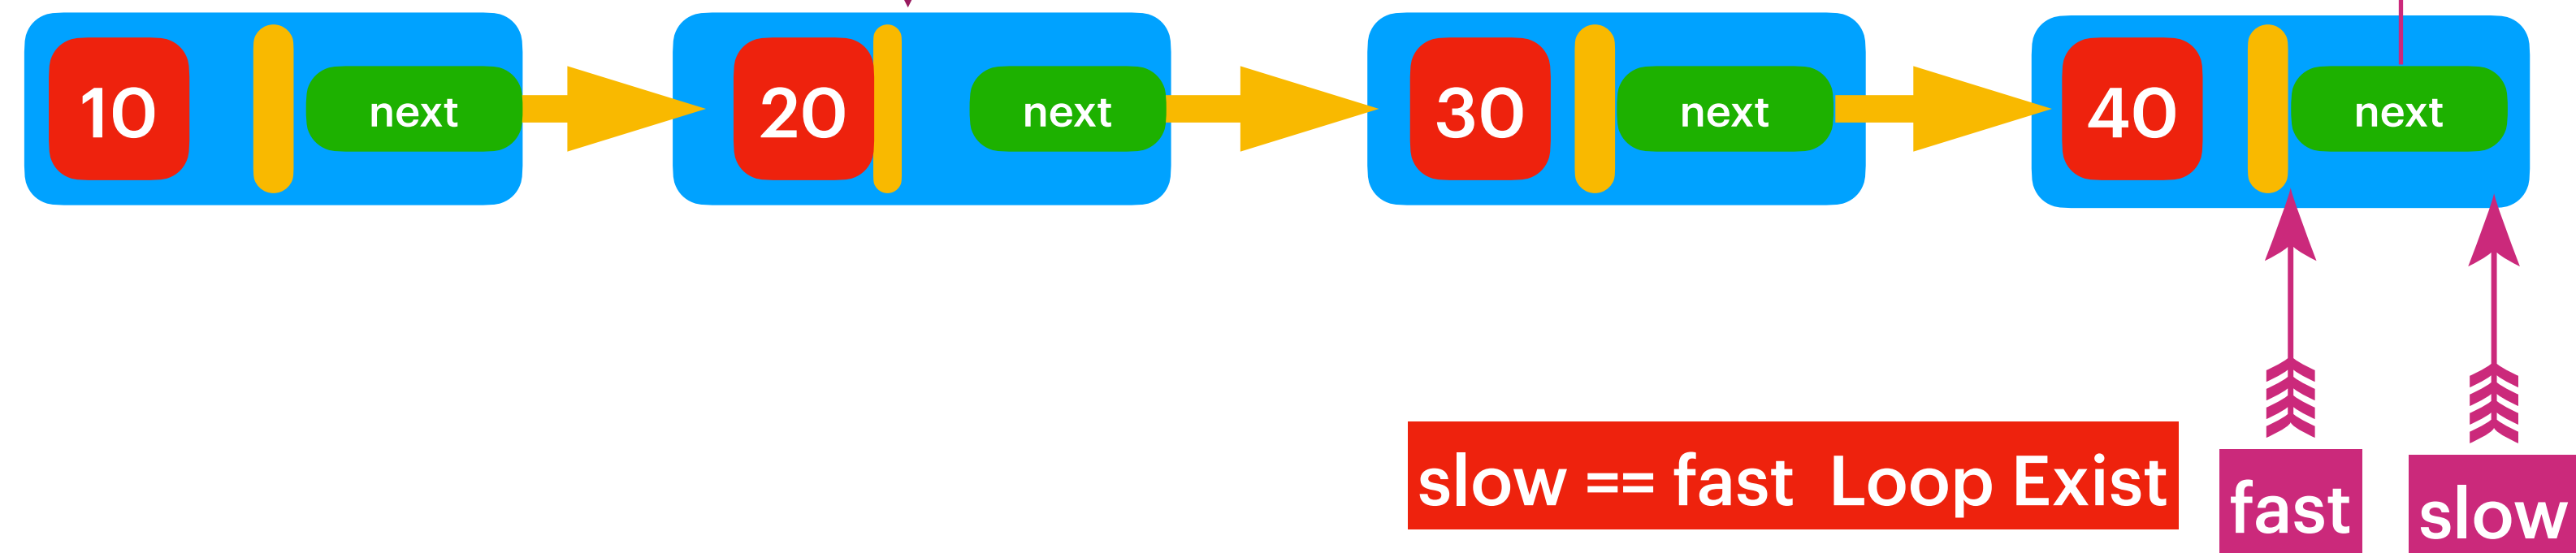 10 next 20 next 30 next 40 next
slow == fast Loop Exist
fast
slow